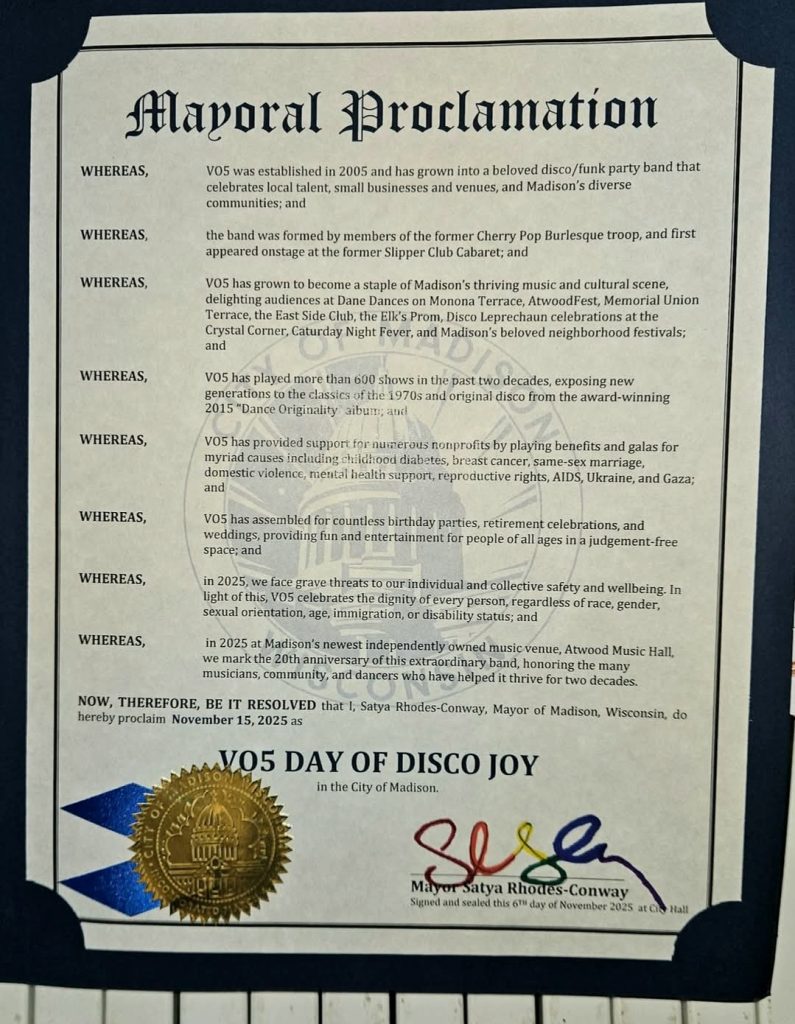 Mayoral Proclamation
WHEREAS, VO5 was established in 2005 and has grown into a beloved disco/funk party band that
celebrates local talent, small businesses and venues, and Madison's diverse
communities; and
WHEREAS, the band was formed by members of the former Cherry Pop Burlesque troop, and first
appeared onstage at the former Slipper Club Cabaret; and
WHEREAS, VO5 has grown to become a staple of Madison's thriving music and cultural scene,
delighting audiences at Dane Dances on Monona Terrace, AtwoodFest, Memorial Union
Terrace, the East Side Club, the Elk's Prom, Disco Leprechaun celebrations at the
Crystal Corner, Caturday Night Fever, and Madison's beloved neighborhood festivals;
and
WHEREAS, VO5 has played more than 600 shows in the past two decades, exposing new
generations to the classics of the 1970s and original disco from the award-winning
2015 "Dance Originality" album; and
WHEREAS, VO5 has provided support for numerous nonprofits by playing benefits and galas for
myriad causes including childhood diabetes, breast cancer, same-sex marriage,
domestic violence, mental health support, reproductive rights, AIDS, Ukraine, and Gaza;
and
WHEREAS, VO5 has assembled for countless birthday parties, retirement celebrations, and
weddings, providing fun and entertainment for people of all ages in a judgement-free
space; and
WHEREAS, in 2025, we face grave threats to our individual and collective safety and wellbeing. In
light of this, VO5 celebrates the dignity of every person, regardless of race, gender,
sexual orientation, age, immigration, or disability status; and
WHEREAS, in 2025 at Madison's newest independently owned music venue, Atwood Music Hall,
we mark the 20th anniversary of this extraordinary band, honoring the many
musicians, community, and dancers who have helped it thrive for two decades.
NOW, THEREFORE, BE IT RESOLVED that I, Satya Rhodes-Conway, Mayor of Madison, Wisconsin, do
hereby proclaim November 15, 2025 as
VO5 DAY OF DISCO JOY
in the City of Madison.
Mayor Satya Rhodes-Conway
Signed and sealed this 6TH day of November 2025 at City Hall
CITY OF MADISON
WISCONSIN
CITY OF MADISON